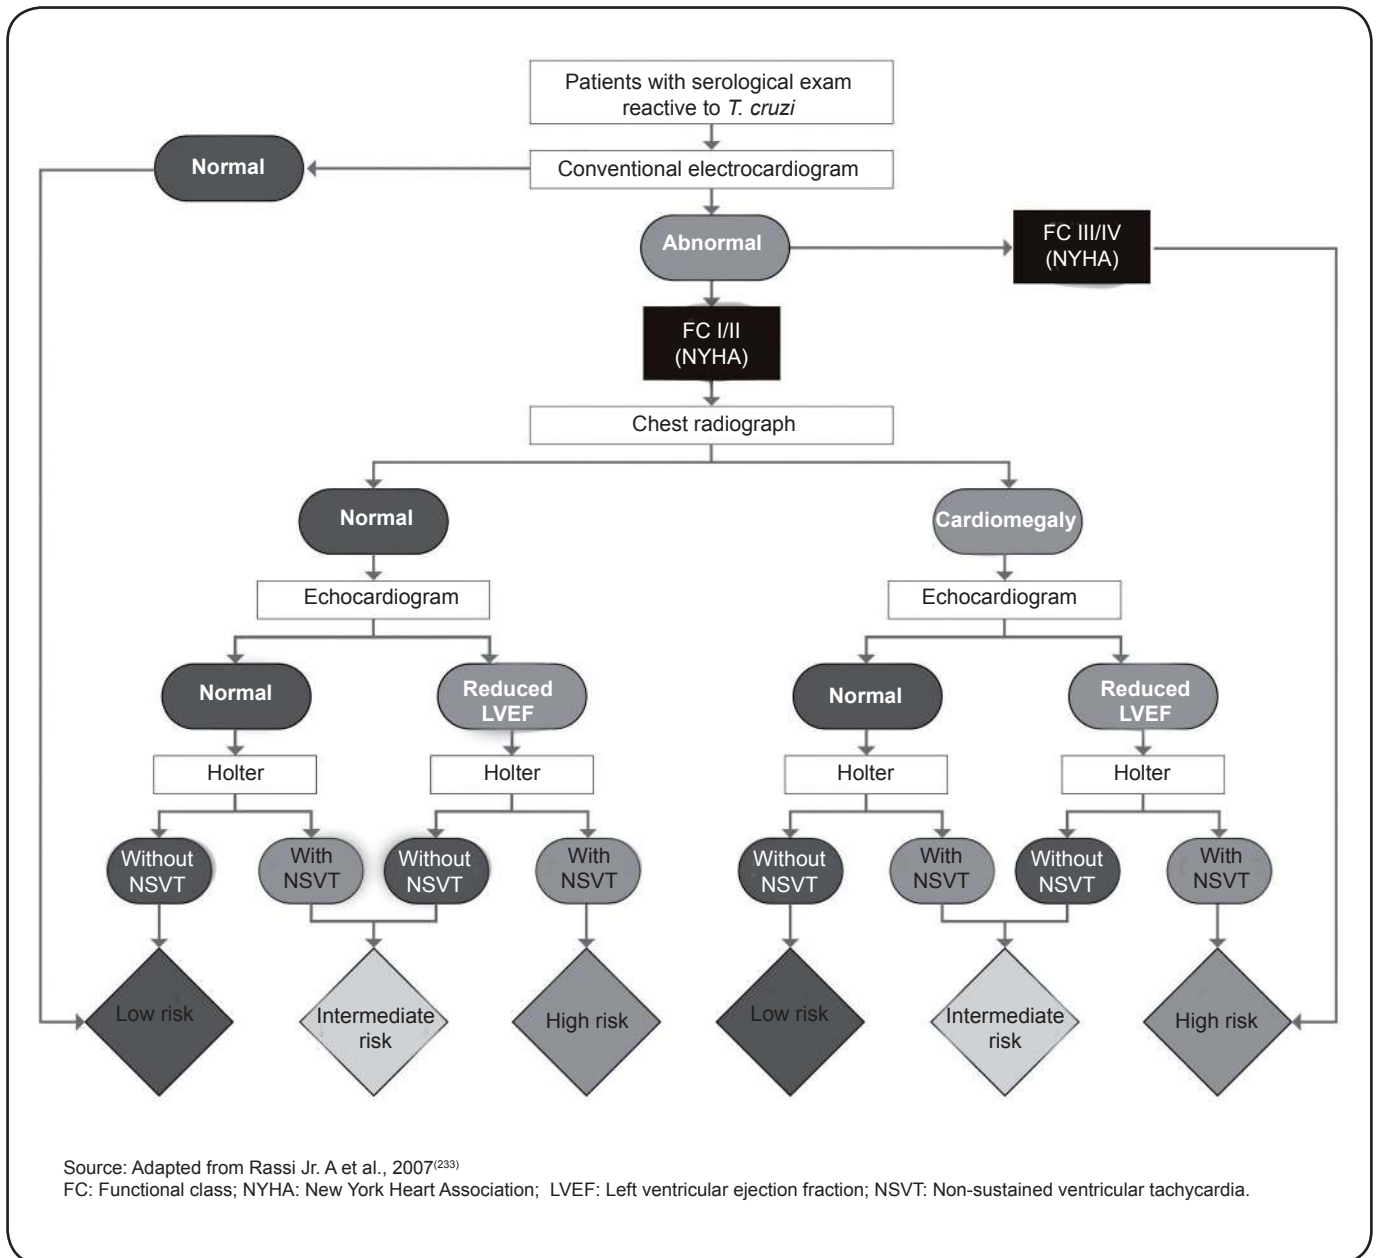 Patients with serological exam
reactive to T. cruzi
Normal
Conventional electrocardiogram
Abnormal
FC III/IV
(NYHA)
FC I/II
(NYHA)
Chest radiograph
Normal
Cardiomegaly
Echocardiogram
Echocardiogram
Normal
Reduced
LVEF
Normal
Reduced
LVEF
Holter
Holter
Holter
Holter
Without
NSVT
With
NSVT
Without
NSVT
With
NSVT
Without
NSVT
With
NSVT
Without
NSVT
With
NSVT
Low risk
Intermediate
risk
High risk
Low risk
Intermediate
risk
High risk
Source: Adapted from Rassi Jr. A et al., 2007(233)
FC: Functional class; NYHA: New York Heart Association; LVEF: Left ventricular ejection fraction; NSVT: Non-sustained ventricular tachycardia.